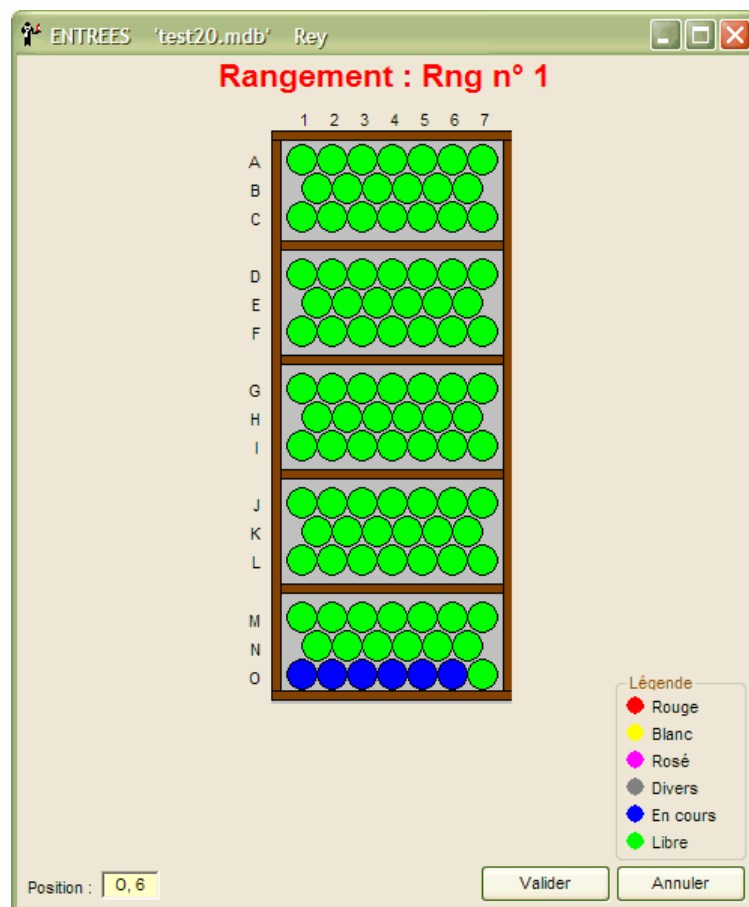 ENTREES 'test20.mdb' Rey
Rangement : Rng n° 1
1 2 3 4 5 6 7
A
B
C
D
E
F
G
H
I
J
K
L
M
N
O
Légende
Rouge
Blanc
Rosé
Divers
En cours
Libre
Position : O, 6
Valider
Annuler